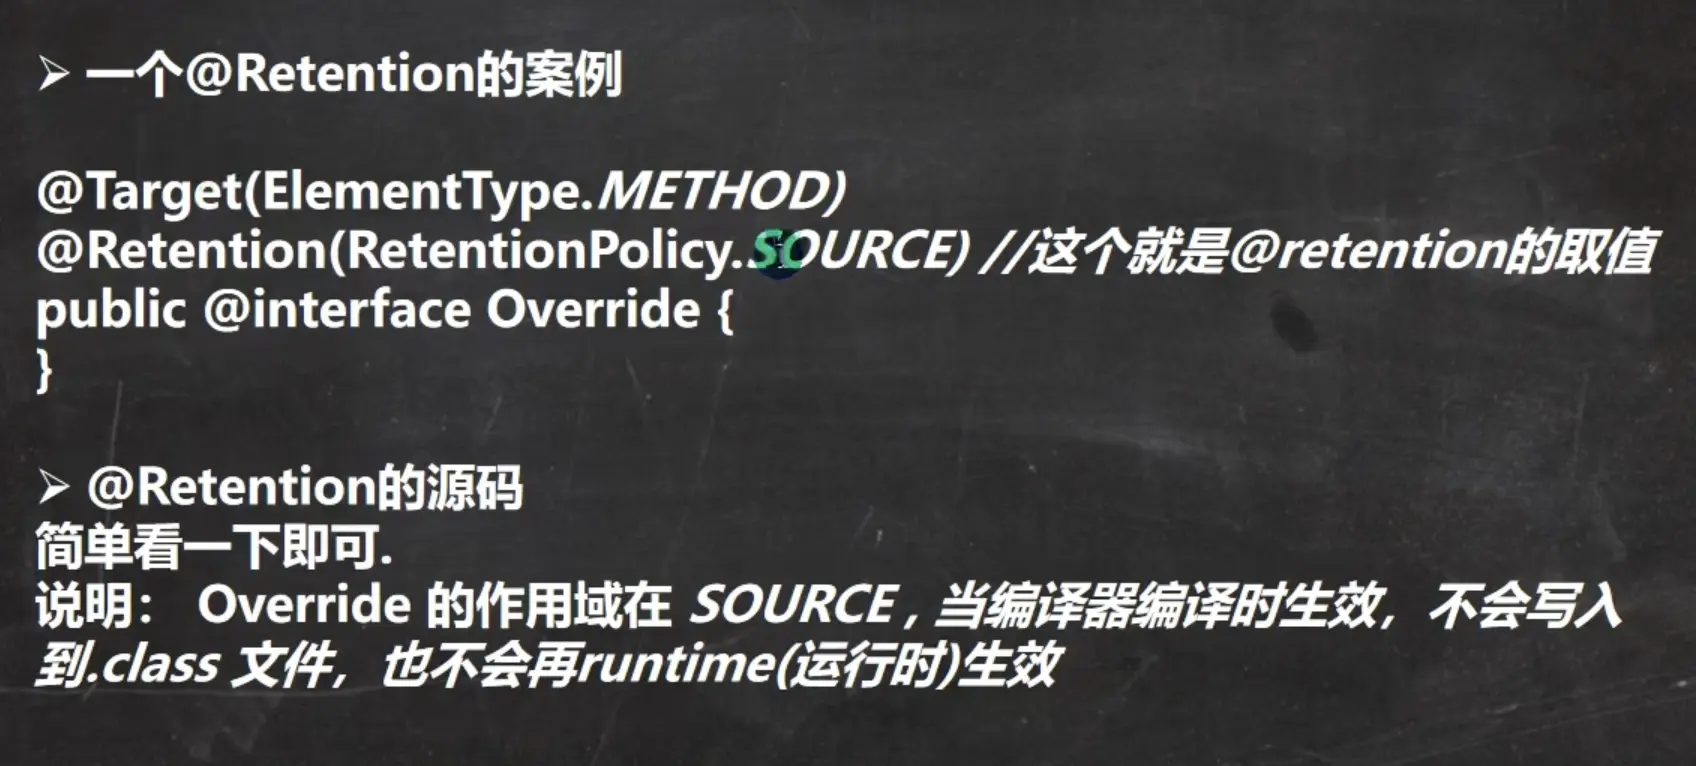 ➢ 一个@Retention的案例
@Target(ElementType.METHOD)
@Retention(RetentionPolicy.SOURCE) //这个就是@retention的取值
public @interface Override {
}
➢ @Retention的源码
简单看一下即可.
说明： Override 的作用域在 SOURCE , 当编译器编译时生效，不会写入
到.class 文件，也不会再runtime(运行时)生效